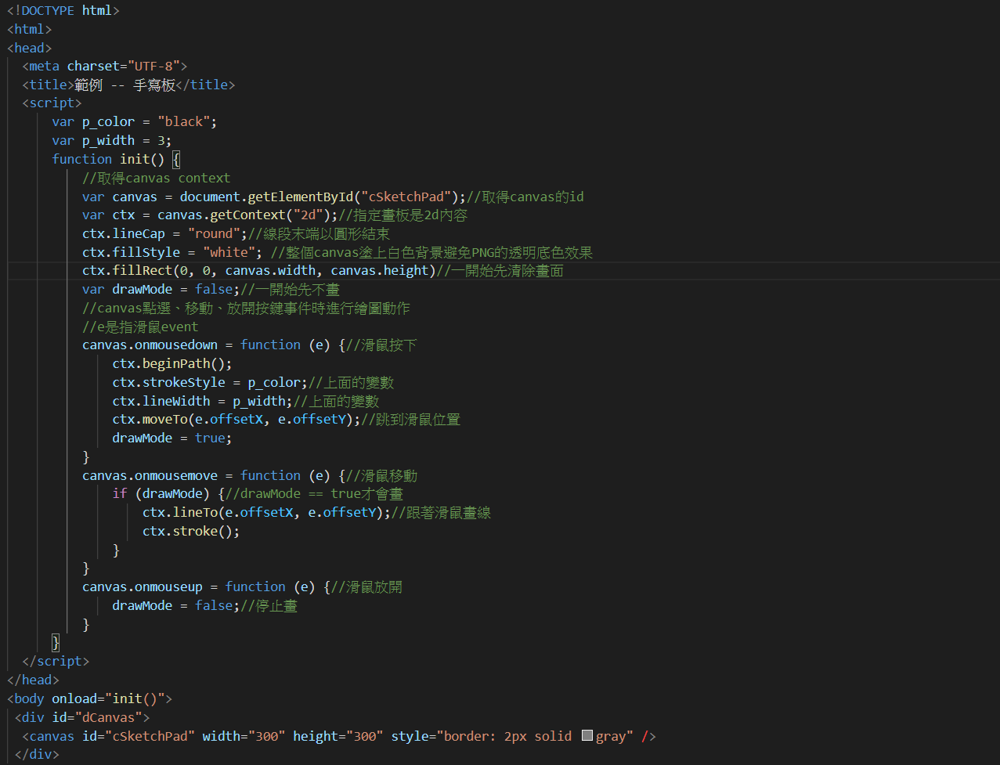 <!DOCTYPE html>
<html>
<head>
<meta charset="UTF-8">
<title>範例 -- 手寫板</title>
<script>
var p_color = "black";
var p_width = 3;
function init() {
//取得canvas context
var canvas = document.getElementById("cSketchPad");//取得canvas的id
var ctx = canvas.getContext("2d");//指定畫板是2d內容
ctx.lineCap = "round";//線段末端以圓形結束
ctx.fillStyle = "white"; //整個canvas塗上白色背景避免PNG的透明底色效果
ctx.fillRect(0, 0, canvas.width, canvas.height)//一開始先清除畫面
var drawMode = false;//一開始先不畫
//canvas點選、移動、放開按鍵事件時進行繪圖動作
//e是指滑鼠event
canvas.onmousedown = function (e) {//滑鼠按下
ctx.beginPath();
ctx.strokeStyle = p_color;//上面的變數
ctx.lineWidth = p_width;//上面的變數
ctx.moveTo(e.offsetX, e.offsetY);//跳到滑鼠位置
drawMode = true;
}
canvas.onmousemove = function (e) {//滑鼠移動
if (drawMode) {//drawMode == true才會畫
ctx.lineTo(e.offsetX, e.offsetY);//跟著滑鼠畫線
ctx.stroke();
}
}
canvas.onmouseup = function (e) {//滑鼠放開
drawMode = false;//停止畫
}
}
</script>
</head>
<body onload="init()">
<div id="dCanvas">
<canvas id="cSketchPad" width="300" height="300" style="border: 2px solid gray" />
</div>